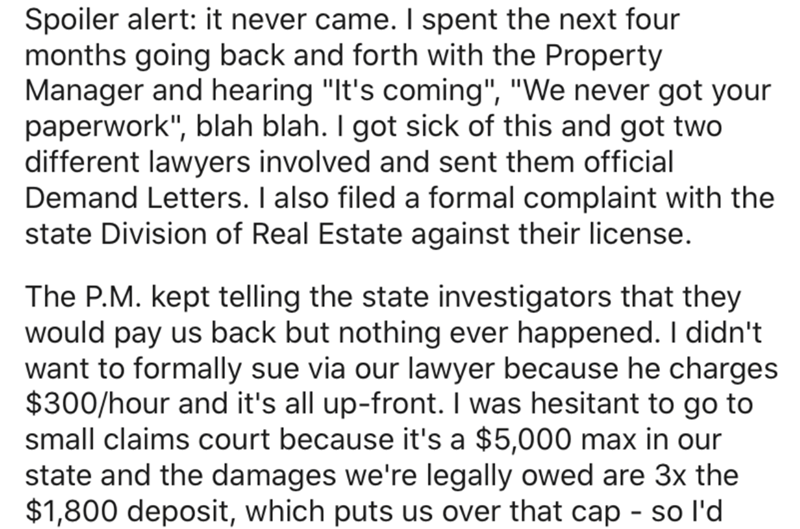 Spoiler alert: it never came. I spent the next four
months going back and forth with the Property
Manager and hearing "It's coming", "We never got your
paperwork", blah blah. I got sick of this and got two
different lawyers involved and sent them official
Demand Letters. I also filed a formal complaint with the
state Division of Real Estate against their license.
The P.M. kept telling the state investigators that they
would pay us back but nothing ever happened. I didn't
want to formally sue via our lawyer because he charges
$300/hour and it's all up-front. I was hesitant to go to
small claims court because it's a $5,000 max in our
state and the damages we're legally owed are 3x the
$1,800 deposit, which puts us over that cap - so I'd